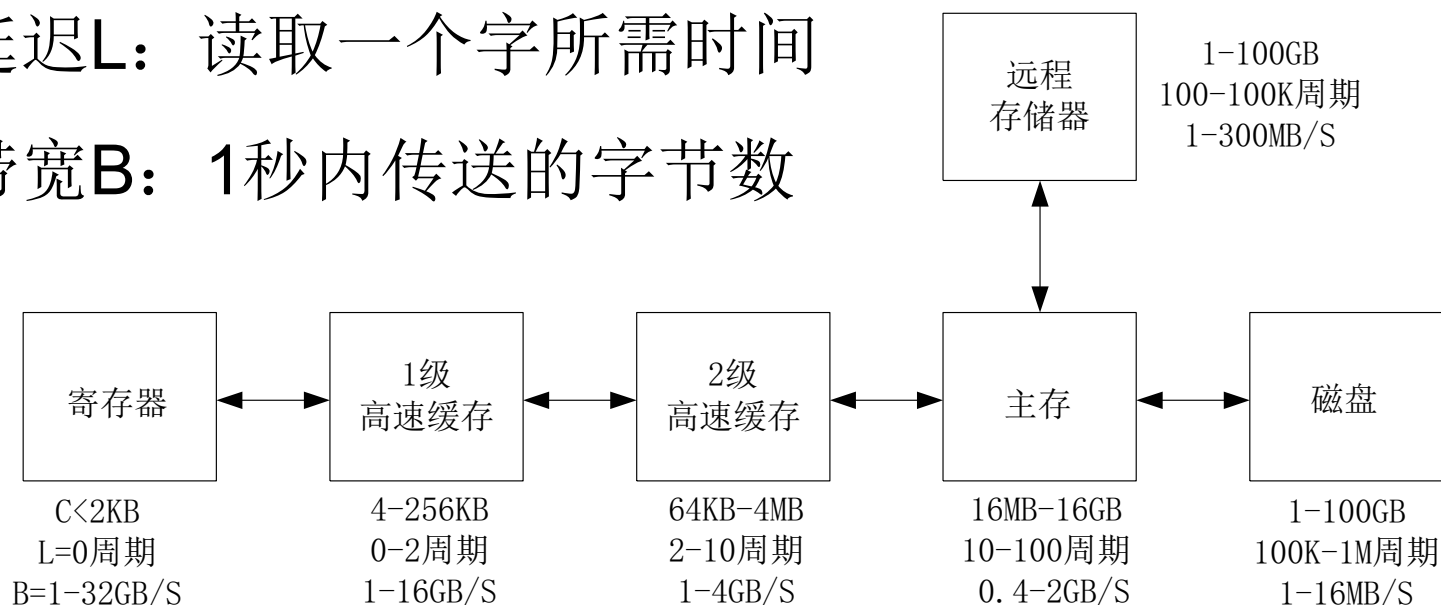 迟L：读取一个字所需时间
宽B：1秒内传送的字节数
远程
存储器
1-100GB
100-100K周期
1-300MB/S
寄存器
1级
高速缓存
2级
高速缓存
主存
磁盘
C<2KB
L=0周期
B=1-32GB/S
4-256KB
0-2周期
1-16GB/S
64KB-4MB
2-10周期
1-4GB/S
16MB-16GB
10-100周期
0.4-2GB/S
1-100GB
100K-1M周期
1-16MB/S